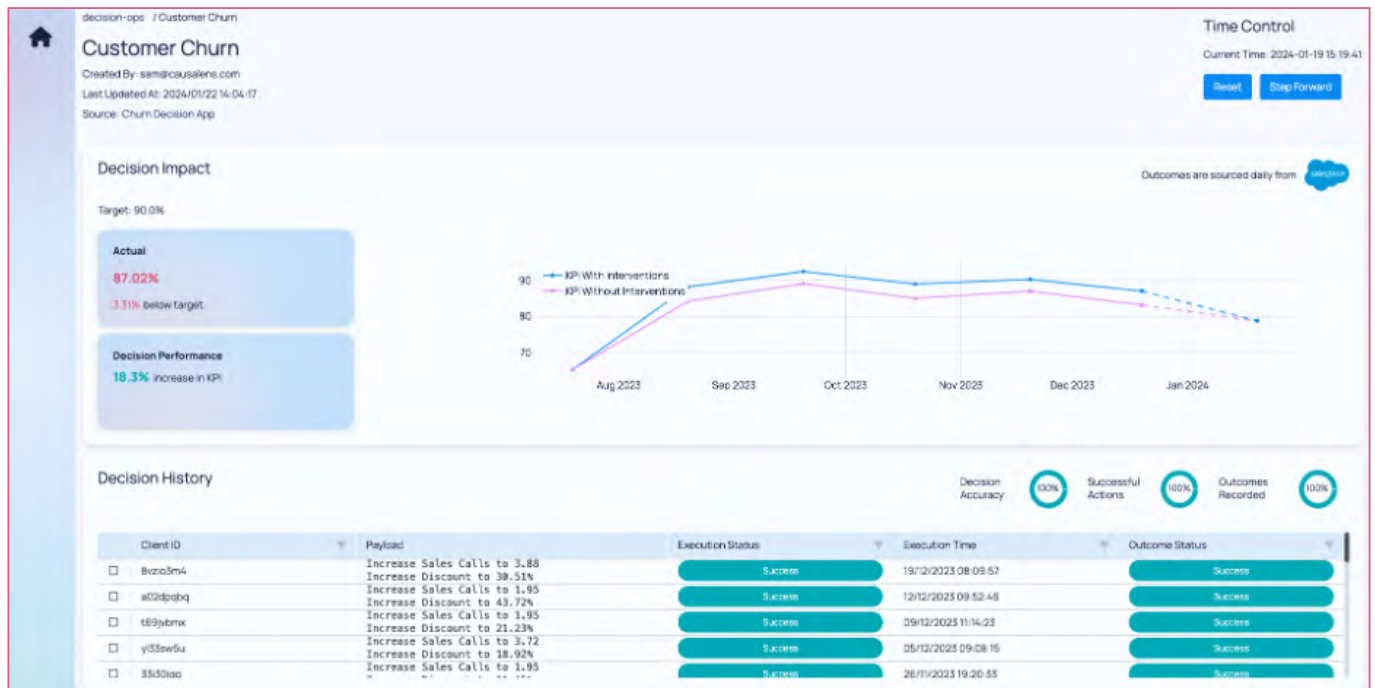 decision-ops / Customer Churn
Customer Churn
Created By: sam@causalens.com
Last Updated At: 2024/01/22 14:04:17
Source: Churn Decision App
Time Control
Current Time: 2024-01-19 15:19:41
Reset
Step Forward
Decision Impact
Outcomes are sourced daily from
salesforce
Target: 90.0%
Actual
87.02%
3.31% below target
Decision Performance
18.3% increase in KPI
KPI With Interventions
KPI Without Interventions
90
80
70
Aug 2023
Sep 2023
Oct 2023
Nov 2023
Dec 2023
Jan 2024
Decision History
Decision Accuracy
100%
Successful Actions
100%
Outcomes Recorded
100%
Client ID
Payload
Execution Status
Execution Time
Outcome Status
8vzio3m4
Increase Sales Calls to 3.88
Increase Discount to 30.51%
Success
19/12/2023 08:09:57
Success
a02dpqbq
Increase Sales Calls to 1.95
Increase Discount to 43.72%
Success
12/12/2023 09:52:46
Success
t69jvbmx
Increase Sales Calls to 1.95
Increase Discount to 21.23%
Success
09/12/2023 11:14:23
Success
yl33sw5u
Increase Sales Calls to 3.72
Increase Discount to 18.92%
Success
05/12/2023 09:08:15
Success
Increase Sales Calls to 1.95
Success
26/11/2023 19:20:33
Success